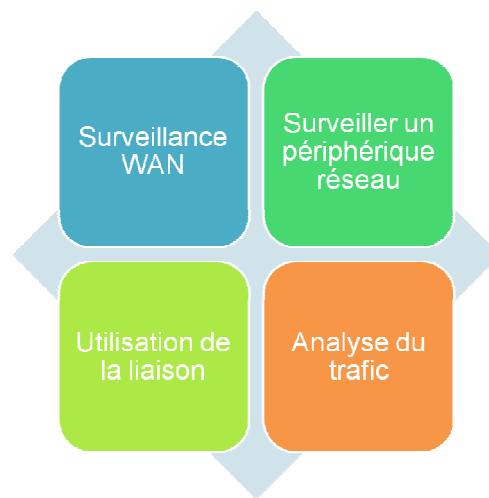 Surveillance
WAN
Surveiller un
périphérique
réseau
Utilisation de
la liaison
Analyse du
trafic